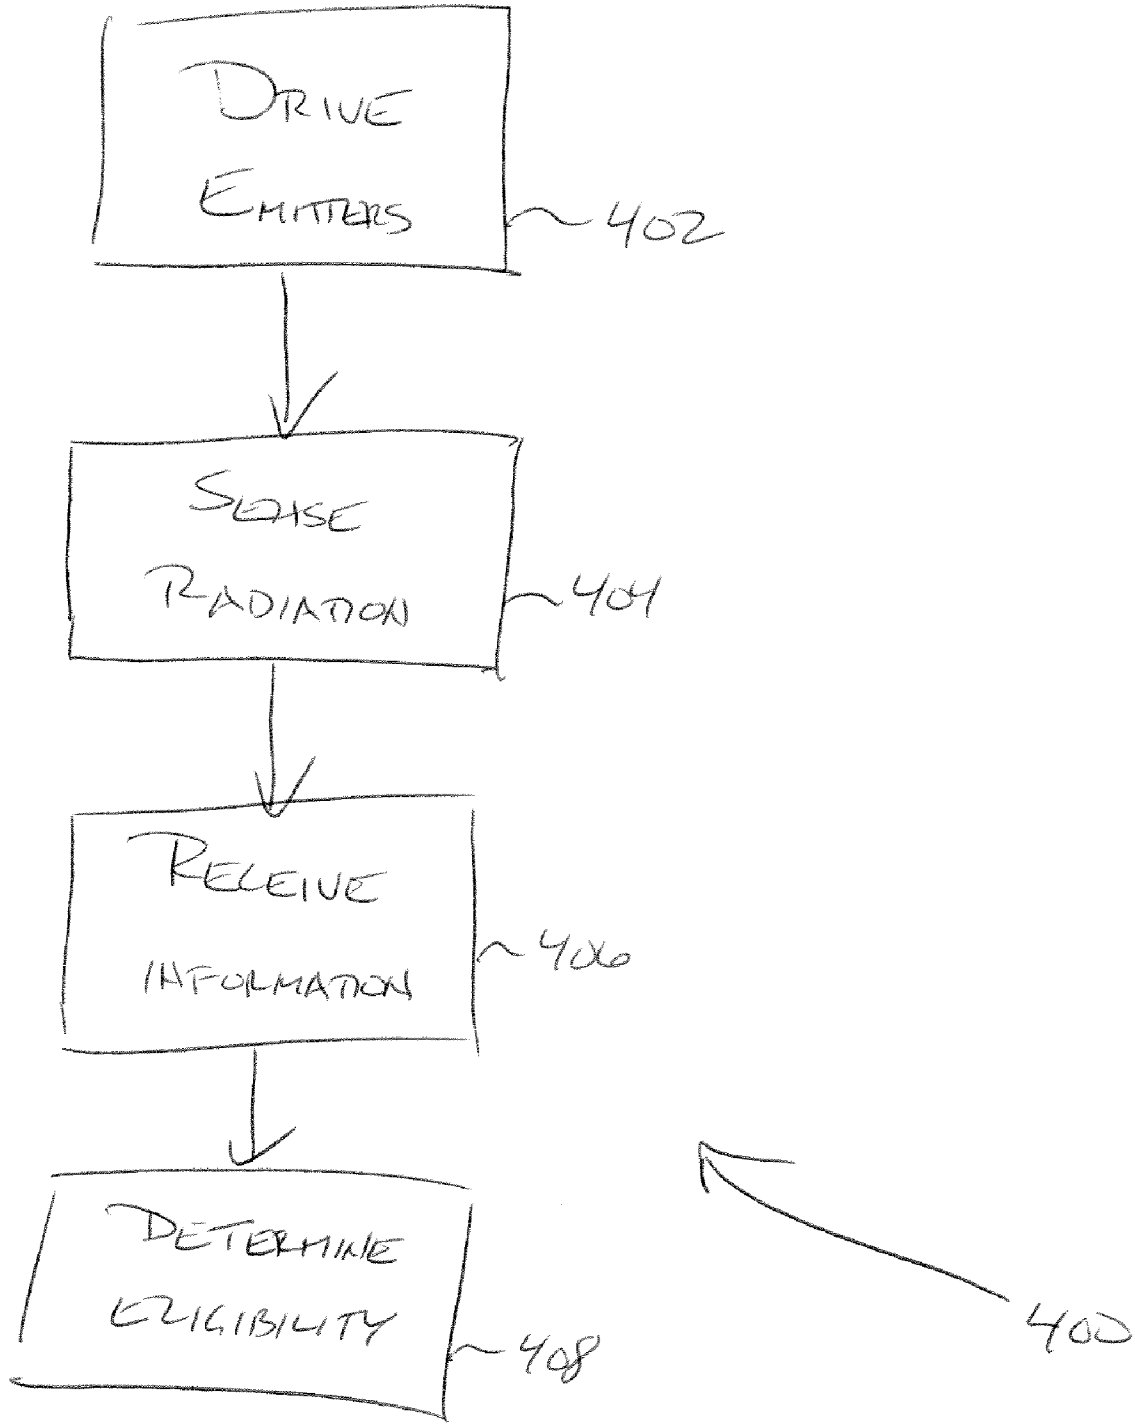 DRIVE
EMITTERS
402
SENSE
RADIATION
404
RECEIVE
INFORMATION
406
DETERMINE
ELIGIBILITY
408
400